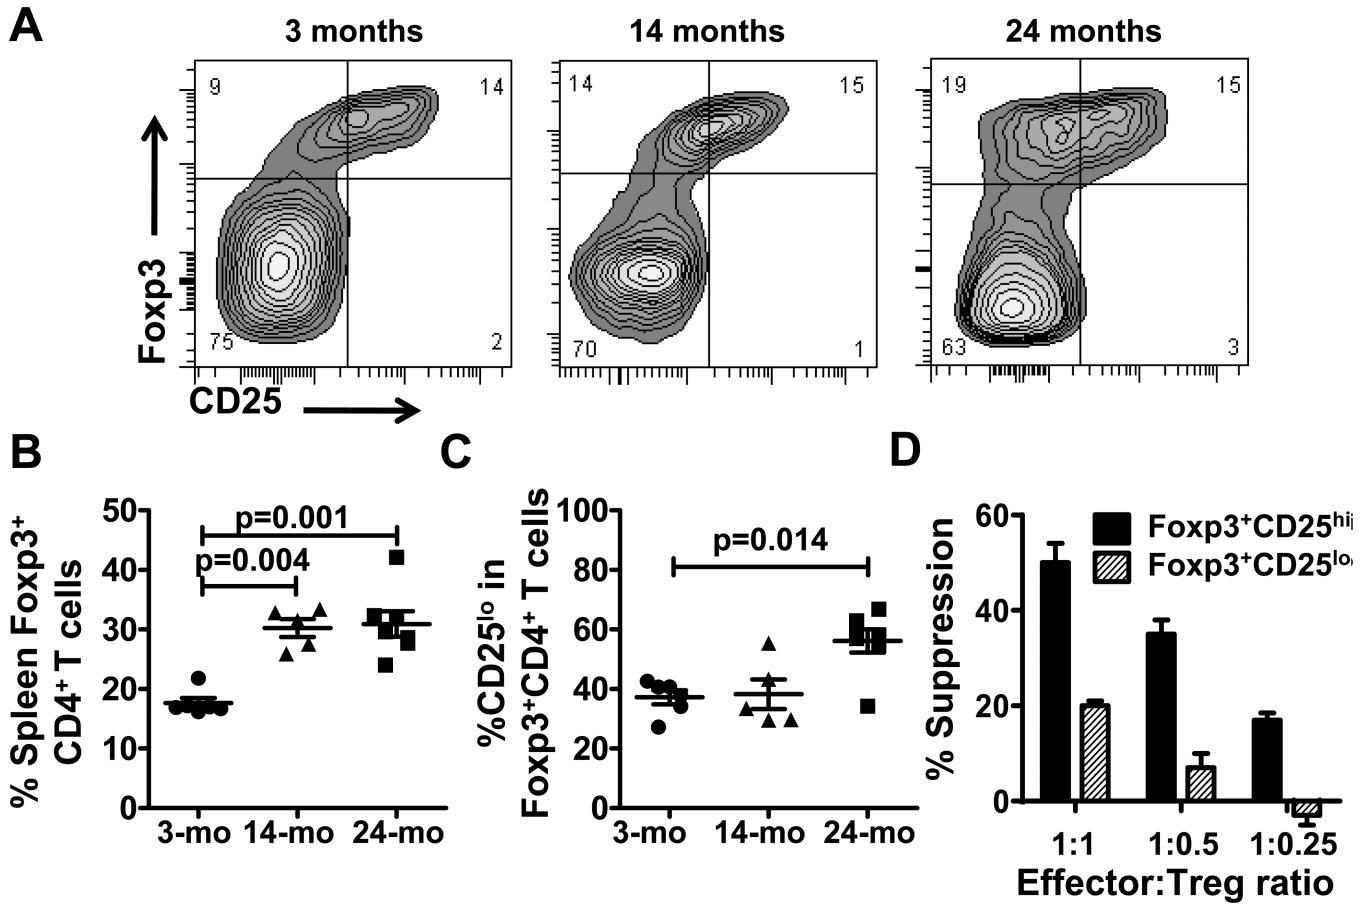 A
3 months
14 months
24 months
9
14
75
2
14
15
70
1
19
15
63
3
Foxp3
CD25
B
% Spleen Foxp3⁺
CD4⁺ T cells
50
40
30
20
10
0
p=0.001
p=0.004
3-mo 14-mo 24-mo
C
%CD25ˡᵒ in
Foxp3⁺CD4⁺ T cells
100
80
60
40
20
0
p=0.014
3-mo 14-mo 24-mo
D
% Suppression
60
40
20
0
Foxp3⁺CD25ʰⁱ
Foxp3⁺CD25ˡᵒ
1:1 1:0.5 1:0.25
Effector:Treg ratio